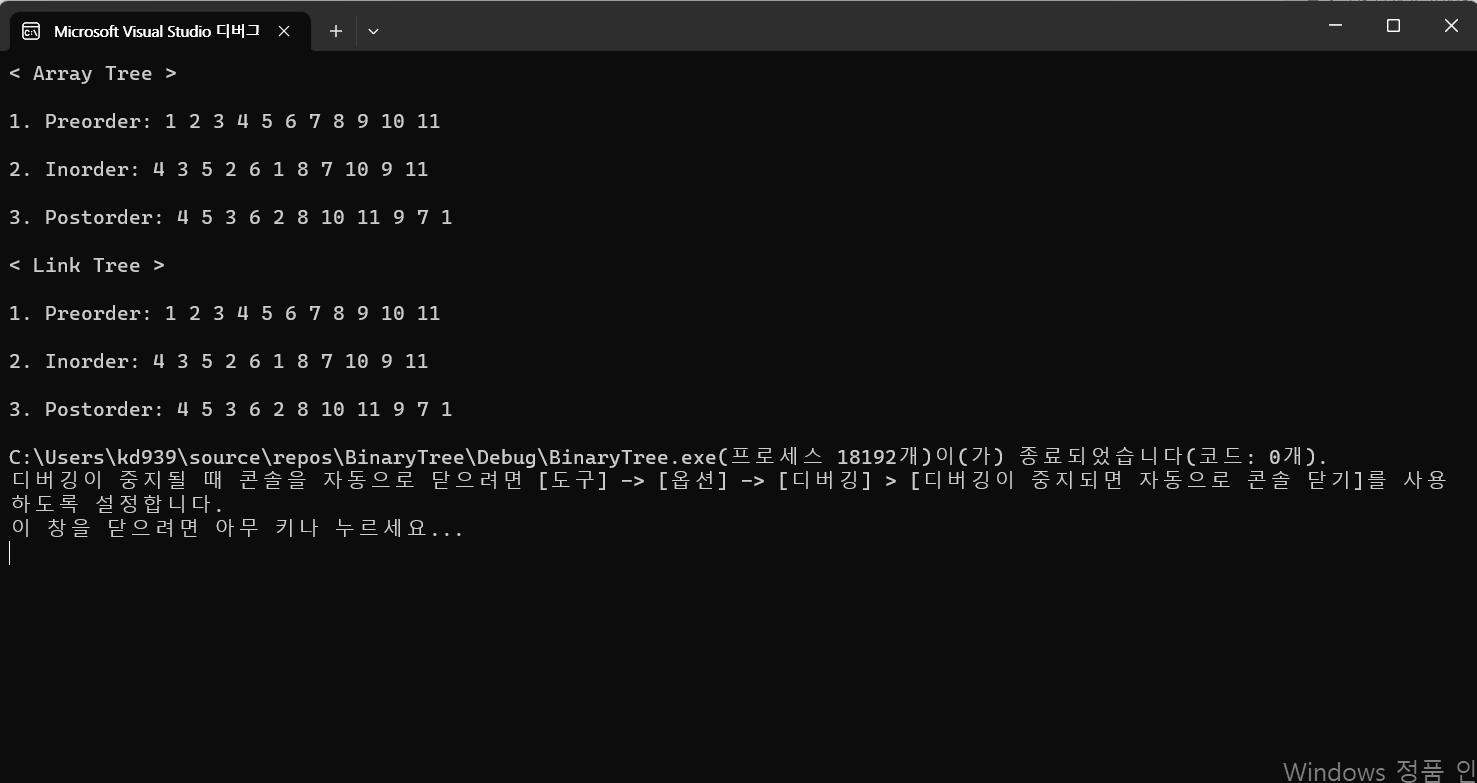 Microsoft Visual Studio 디버그
< Array Tree >
1. Preorder: 1 2 3 4 5 6 7 8 9 10 11
2. Inorder: 4 3 5 2 6 1 8 7 10 9 11
3. Postorder: 4 5 3 6 2 8 10 11 9 7 1
< Link Tree >
1. Preorder: 1 2 3 4 5 6 7 8 9 10 11
2. Inorder: 4 3 5 2 6 1 8 7 10 9 11
3. Postorder: 4 5 3 6 2 8 10 11 9 7 1
C:\Users\kd939\source\repos\BinaryTree\Debug\BinaryTree.exe(프로세스 18192개)이(가) 종료되었습니다(코드: 0개).
디버깅이 중지될 때 콘솔을 자동으로 닫으려면 [도구] -> [옵션] -> [디버깅] > [디버깅이 중지되면 자동으로 콘솔 닫기]를 사용
하도록 설정합니다.
이 창을 닫으려면 아무 키나 누르세요...
Windows 정품 인